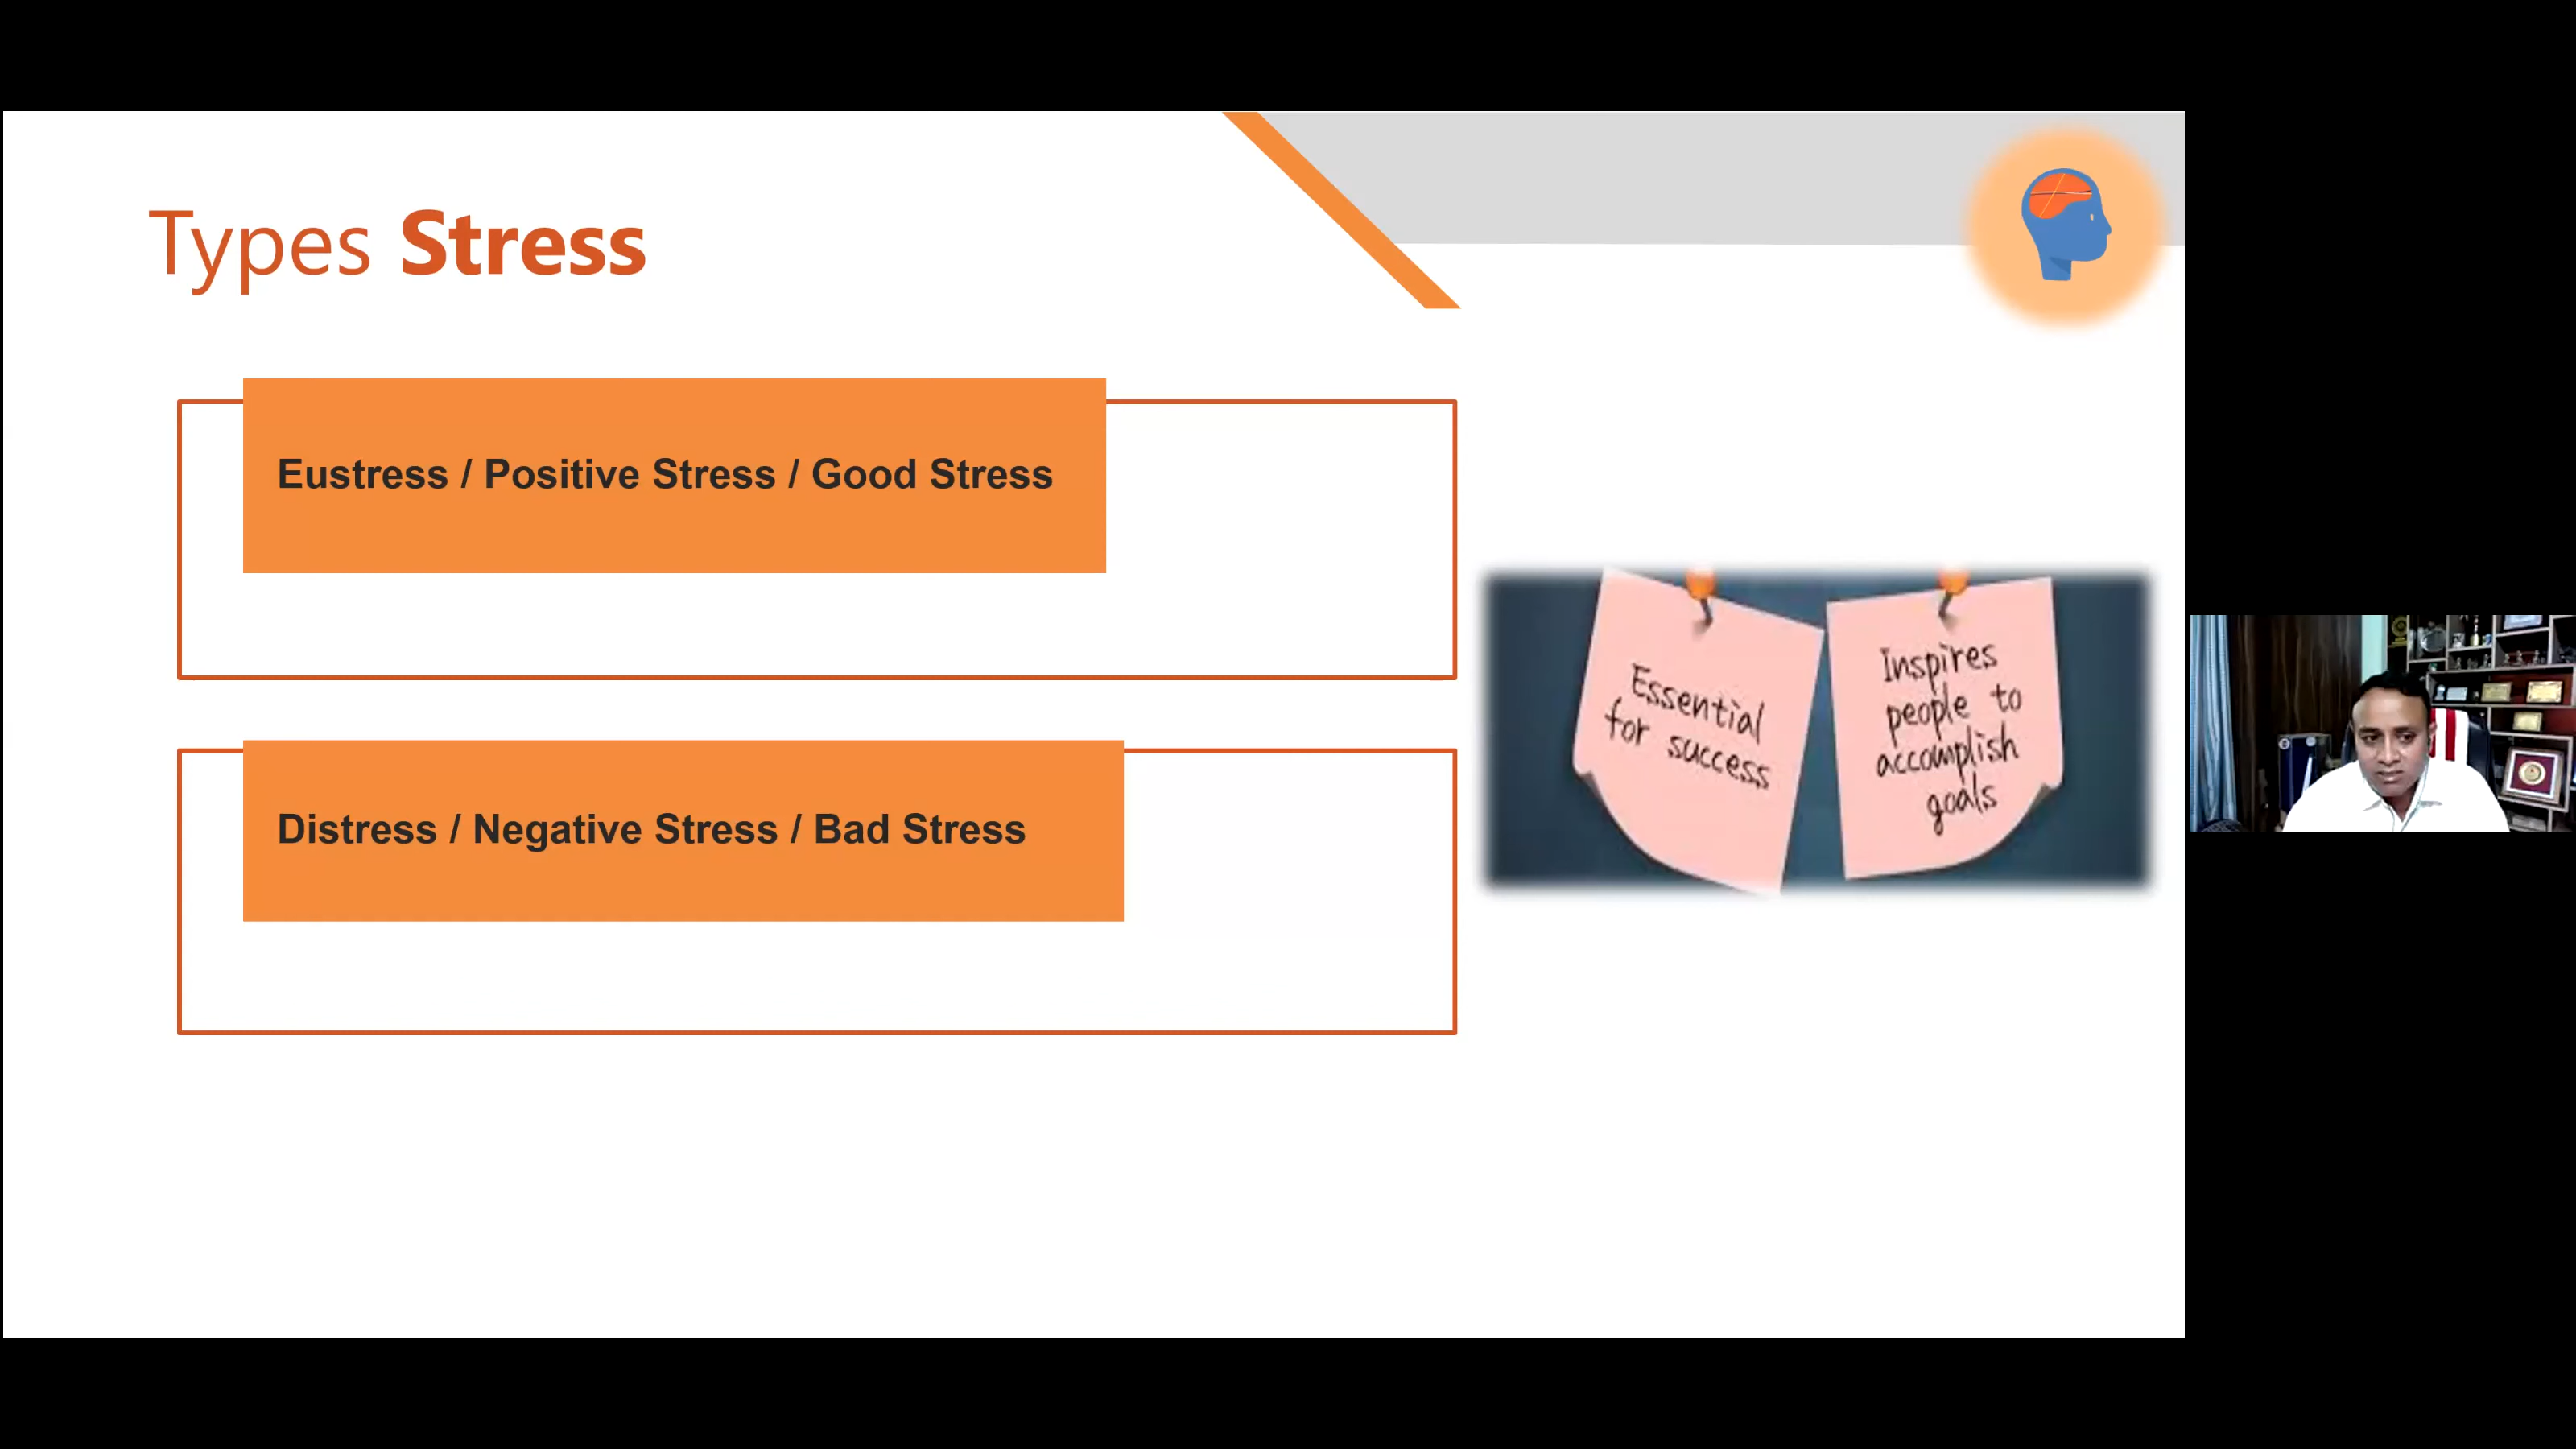 Types Stress
Eustress / Positive Stress / Good Stress
Distress / Negative Stress / Bad Stress
Essential
for success
Inspires
people to
accomplish
goals